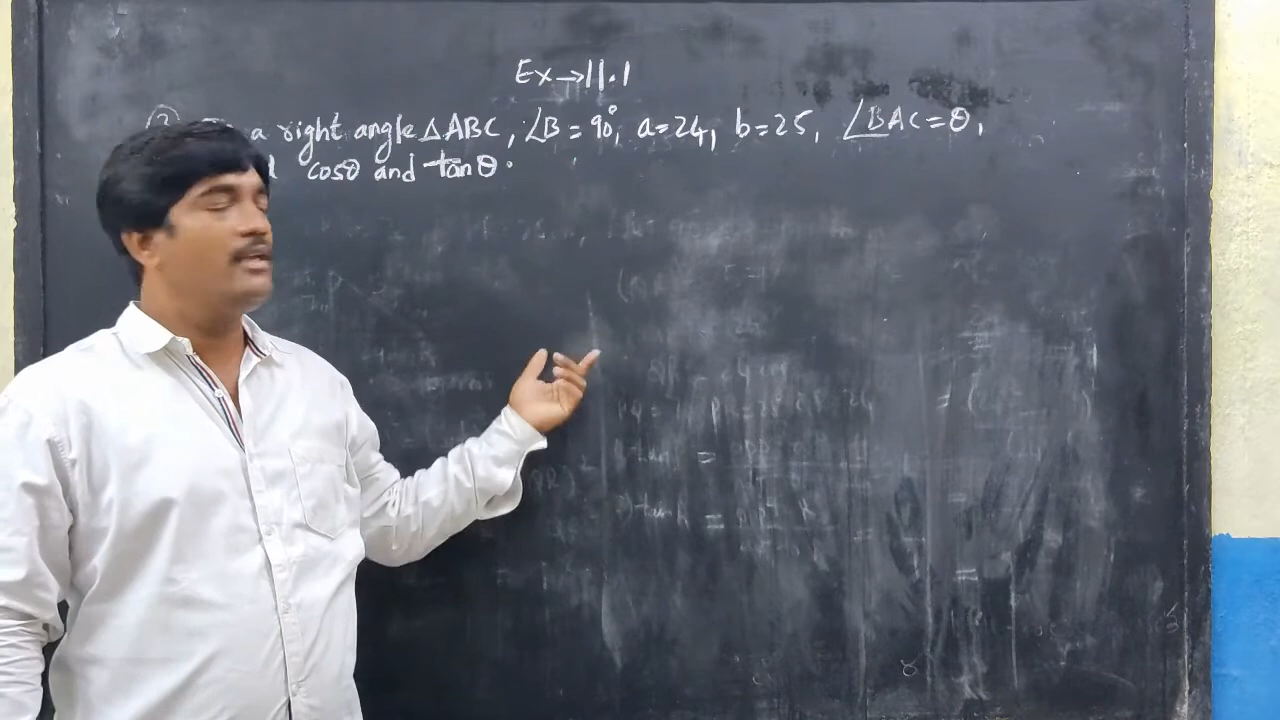 Ex→11.1
a right angle ΔABC, ∠B = 90°, a=24, b=25, ∠BAC=θ,
cosθ and tanθ.